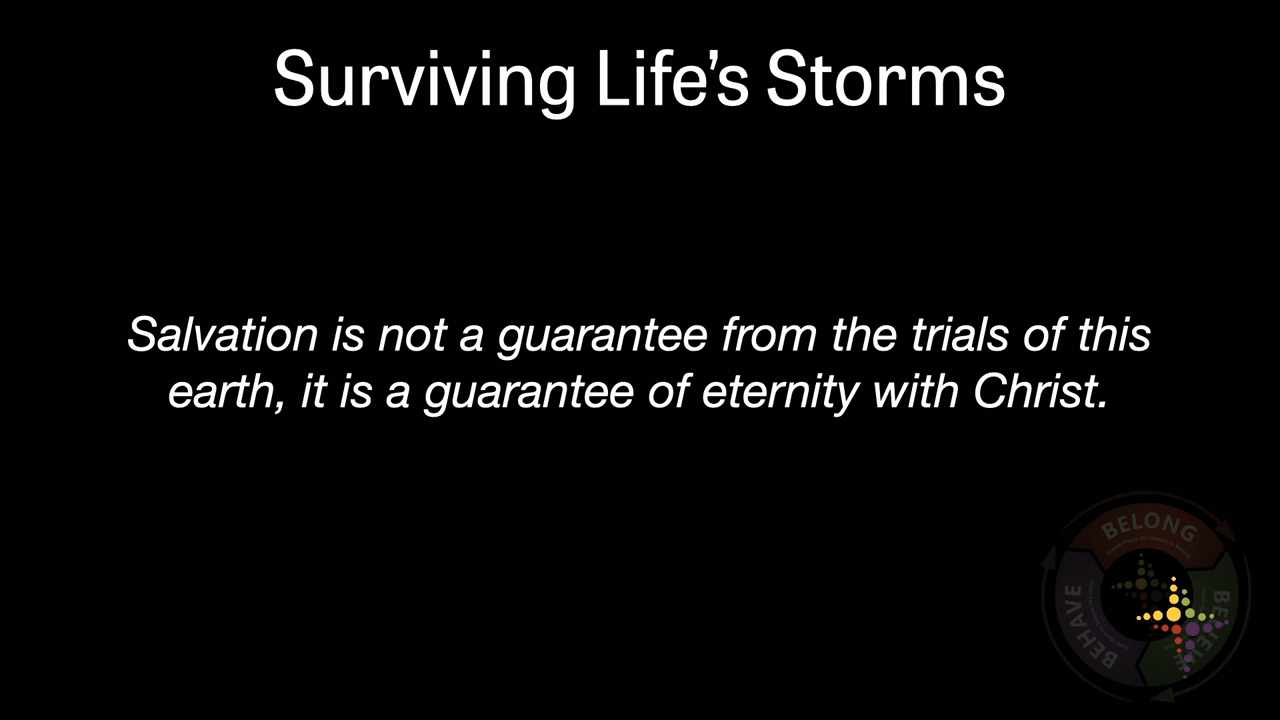 Surviving Life’s Storms
Salvation is not a guarantee from the trials of this
earth, it is a guarantee of eternity with Christ.
BELONG
BELIEVE
BEHAVE